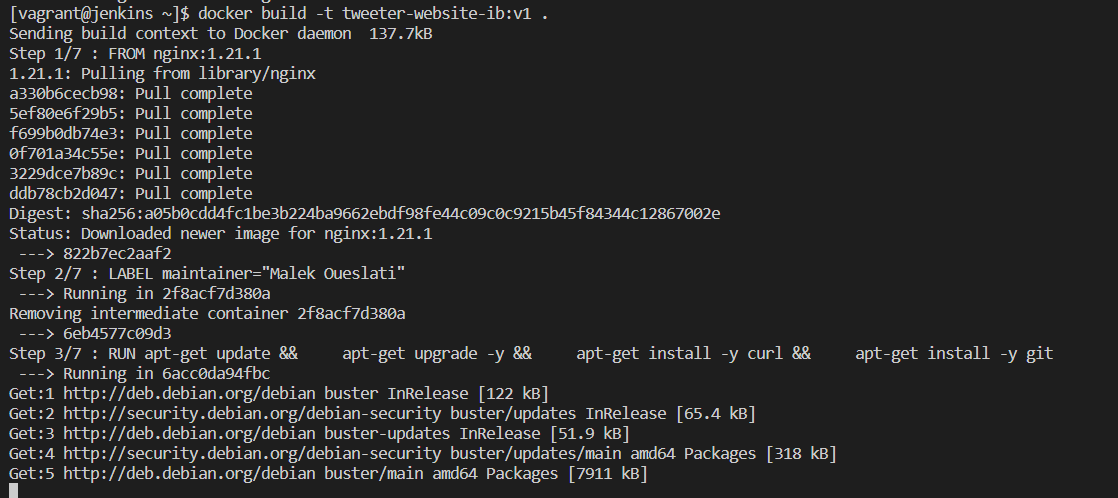 [vagrant@jenkins ~]$ docker build -t tweeter-website-ib:v1 .
Sending build context to Docker daemon  137.7kB
Step 1/7 : FROM nginx:1.21.1
1.21.1: Pulling from library/nginx
a330b6cecb98: Pull complete
5ef80e6f29b5: Pull complete
f699b0db74e3: Pull complete
0f701a34c55e: Pull complete
3229dce7b89c: Pull complete
ddb78cb2d047: Pull complete
Digest: sha256:a05b0cdd4fc1be3b224ba9662ebdf98fe44c09c0c9215b45f84344c12867002e
Status: Downloaded newer image for nginx:1.21.1
 ---> 822b7ec2aaf2
Step 2/7 : LABEL maintainer="Malek Oueslati"
 ---> Running in 2f8acf7d380a
Removing intermediate container 2f8acf7d380a
 ---> 6eb4577c09d3
Step 3/7 : RUN apt-get update &&     apt-get upgrade -y &&     apt-get install -y curl &&     apt-get install -y git
 ---> Running in 6acc0da94fbc
Get:1 http://deb.debian.org/debian buster InRelease [122 kB]
Get:2 http://security.debian.org/debian-security buster/updates InRelease [65.4 kB]
Get:3 http://deb.debian.org/debian buster-updates InRelease [51.9 kB]
Get:4 http://security.debian.org/debian-security buster/updates/main amd64 Packages [318 kB]
Get:5 http://deb.debian.org/debian buster/main amd64 Packages [7911 kB]